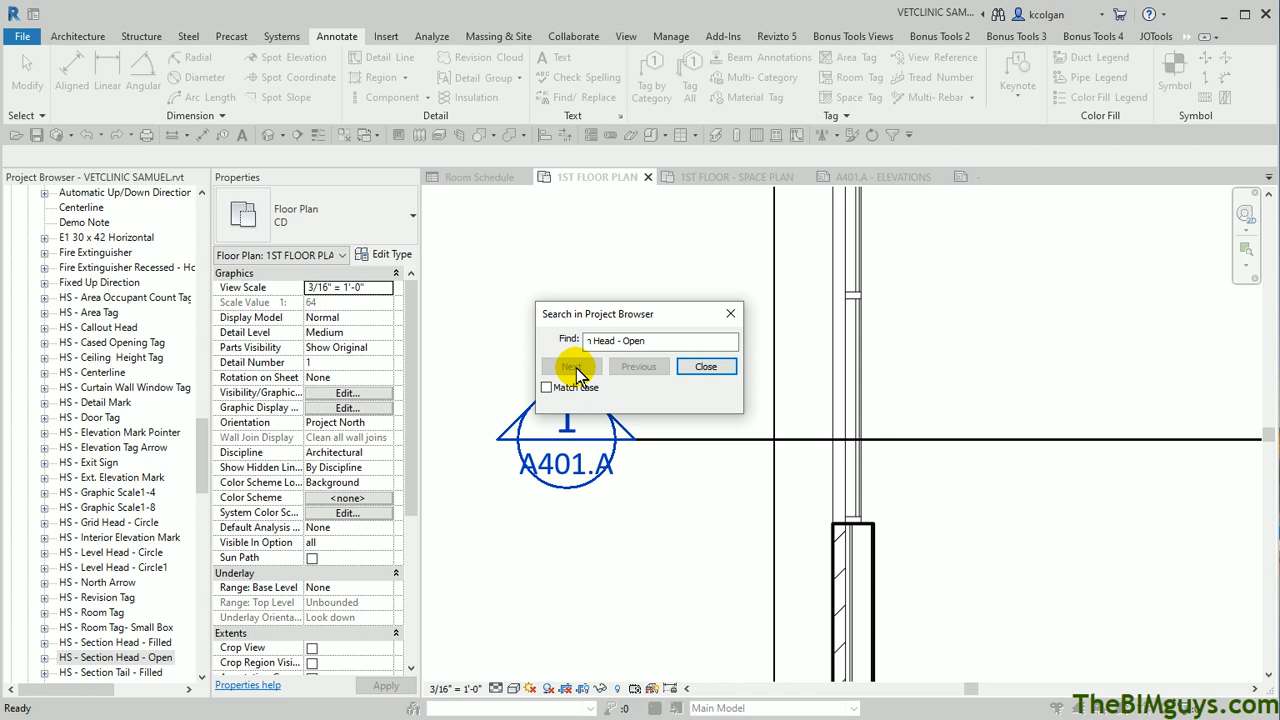 VETCLINIC SAM...
kcolgan
File
Architecture
Structure
Steel
Precast
Systems
Annotate
Insert
Analyze
Massing & Site
Collaborate
View
Manage
Add-Ins
Revizto 5
Bonus Tools Views
Bonus Tools 2
Bonus Tools 3
Bonus Tools 4
JOTools
Modify
Select
Aligned
Linear
Angular
Radial
Diameter
Arc Length
Spot Elevation
Spot Coordinate
Spot Slope
Dimension
Detail Line
Region
Component
Revision Cloud
Detail Group
Insulation
Detail
Text
Check Spelling
Find/ Replace
Text
Tag by
Category
Tag
All
Beam Annotations
Multi- Category
Material Tag
Area Tag
Room Tag
Space Tag
View Reference
Tread Number
Multi- Rebar
Tag
Keynote
Duct Legend
Pipe Legend
Color Fill Legend
Color Fill
Symbol
Symbol
Project Browser - VETCLINIC SAMUEL.rvt
Automatic Up/Down Direction
Centerline
Demo Note
E1 30 x 42 Horizontal
Fire Extinguisher
Fire Extinguisher Recessed - Ho
Fixed Up Direction
HS - Area Occupant Count Tag
HS - Area Tag
HS - Callout Head
HS - Cased Opening Tag
HS - Ceiling Height Tag
HS - Centerline
HS - Curtain Wall Window Tag
HS - Detail Mark
HS - Door Tag
HS - Elevation Mark Pointer
HS - Elevation Tag Arrow
HS - Exit Sign
HS - Ext. Elevation Mark
HS - Graphic Scale1-4
HS - Graphic Scale1-8
HS - Grid Head - Circle
HS - Interior Elevation Mark
HS - Level Head - Circle
HS - Level Head - Circle1
HS - North Arrow
HS - Revision Tag
HS - Room Tag
HS - Room Tag- Small Box
HS - Section Head - Filled
HS - Section Head - Open
HS - Section Tail - Filled
Properties
Floor Plan
CD
Floor Plan: 1ST FLOOR PLA
Edit Type
Graphics
View Scale 3/16" = 1'-0"
Scale Value 1: 64
Display Model Normal
Detail Level Medium
Parts Visibility Show Original
Detail Number 1
Rotation on Sheet None
Visibility/Graphic... Edit...
Graphic Display ... Edit...
Orientation Project North
Wall Join Display Clean all wall joins
Discipline Architectural
Show Hidden Lin... By Discipline
Color Scheme Lo... Background
Color Scheme <none>
System Color Sc... Edit...
Default Analysis ... None
Visible In Option all
Sun Path
Underlay
Range: Base Level None
Range: Top Level Unbounded
Underlay Orienta... Look down
Extents
Crop View
Crop Region Visi...
Properties help
Apply
Room Schedule
1ST FLOOR PLAN
1ST FLOOR - SPACE PLAN
A401.A - ELEVATIONS
-
2D
Search in Project Browser
Find: n Head - Open
Next
Previous
Close
Match case
1
A401.A
3/16" = 1'-0"
Ready
:0
Main Model
TheBIMguys.com